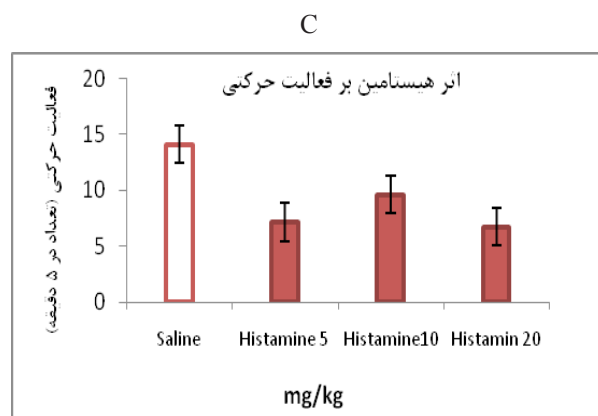 C
اثر هیستامین بر فعالیت حرکتی
فعالیت حرکتی (تعداد در ۵ دقیقه)
20
15
10
5
0
Saline Histamine 5 Histamine10 Histamin 20
mg/kg